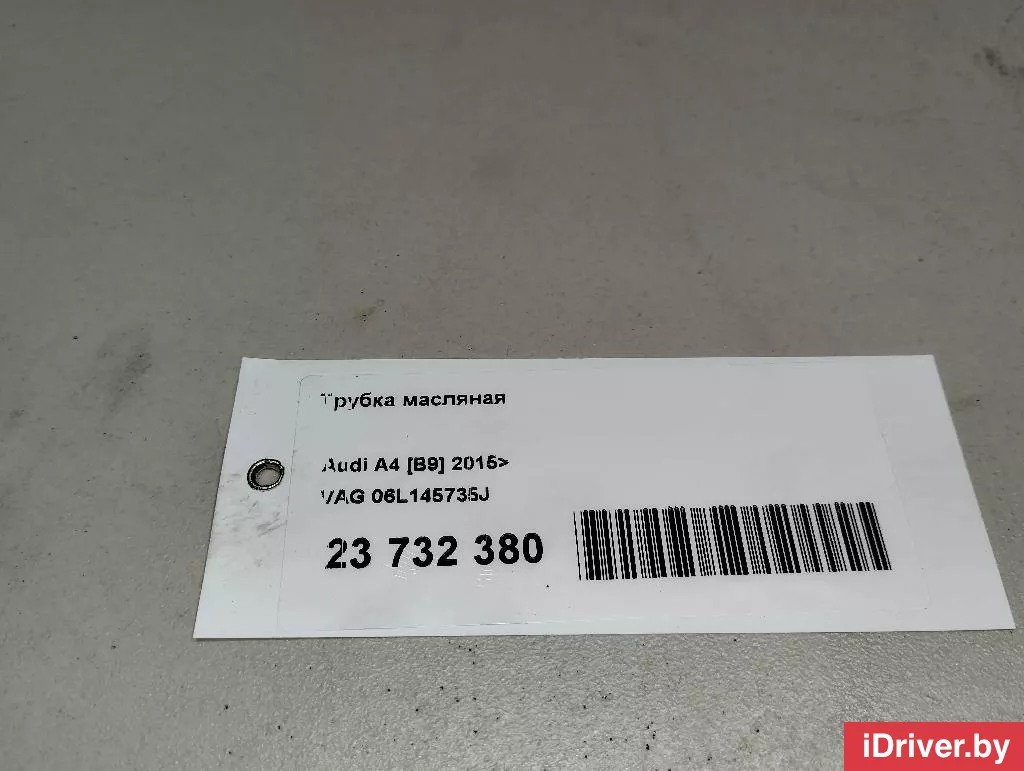 Трубка масляная
Audi A4 [B9] 2015>
VAG 06L145735J
23 732 380
iDriver.by